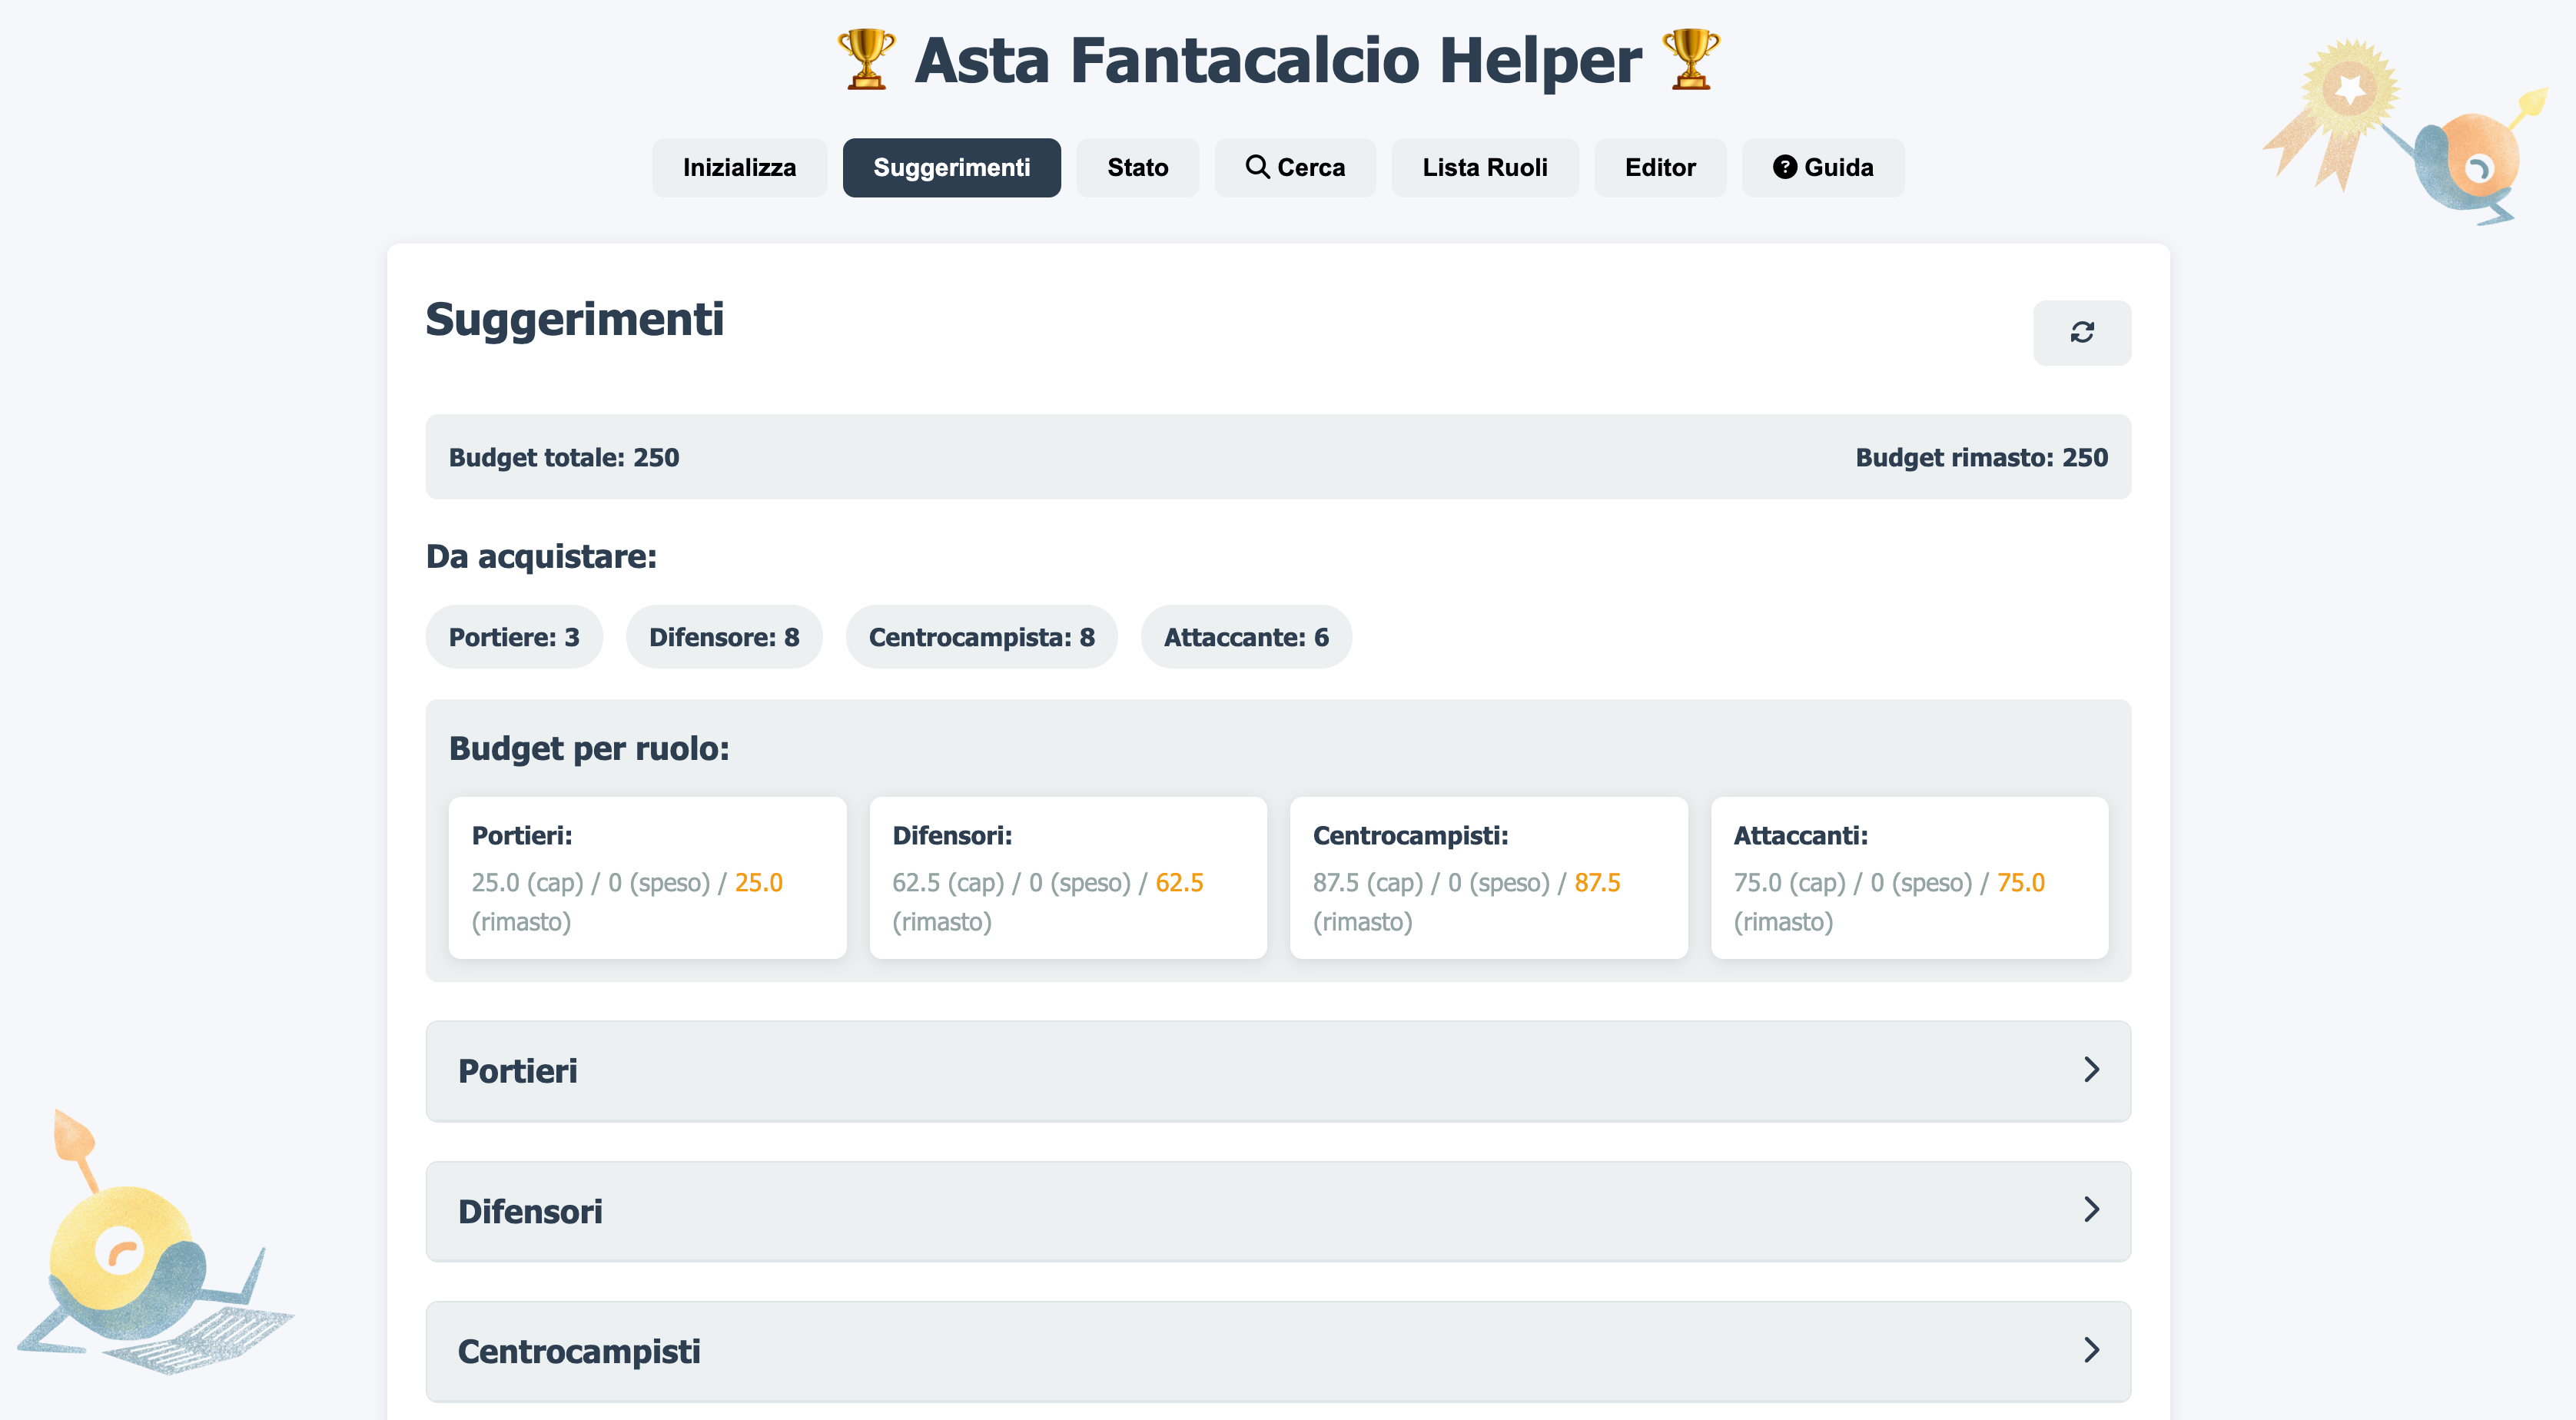 🏆 Asta Fantacalcio Helper 🏆
Inizializza Suggerimenti Stato Cerca Lista Ruoli Editor Guida
Suggerimenti
Budget totale: 250 Budget rimasto: 250
Da acquistare:
Portiere: 3 Difensore: 8 Centrocampista: 8 Attaccante: 6
Budget per ruolo:
Portieri:
25.0 (cap) / 0 (speso) / 25.0
(rimasto)
Difensori:
62.5 (cap) / 0 (speso) / 62.5
(rimasto)
Centrocampisti:
87.5 (cap) / 0 (speso) / 87.5
(rimasto)
Attaccanti:
75.0 (cap) / 0 (speso) / 75.0
(rimasto)
Portieri
Difensori
Centrocampisti